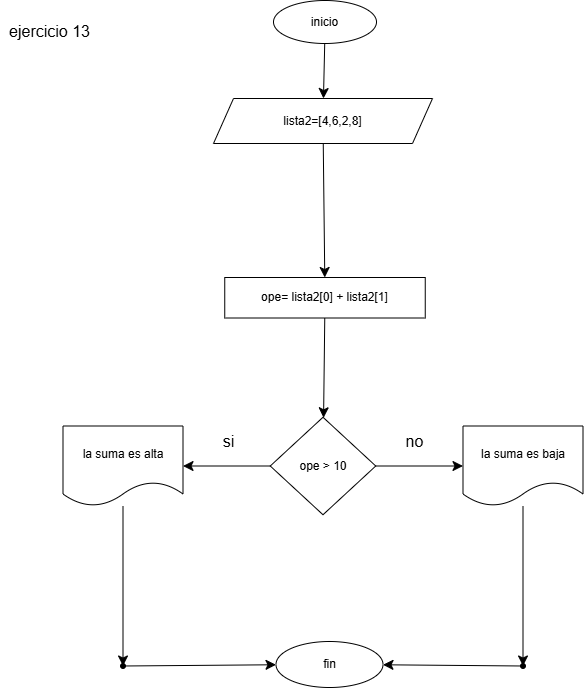 inicio
ejercicio 13
lista2=[4,6,2,8]
ope= lista2[0] + lista2[1]
si
no
la suma es alta
ope > 10
la suma es baja
fin